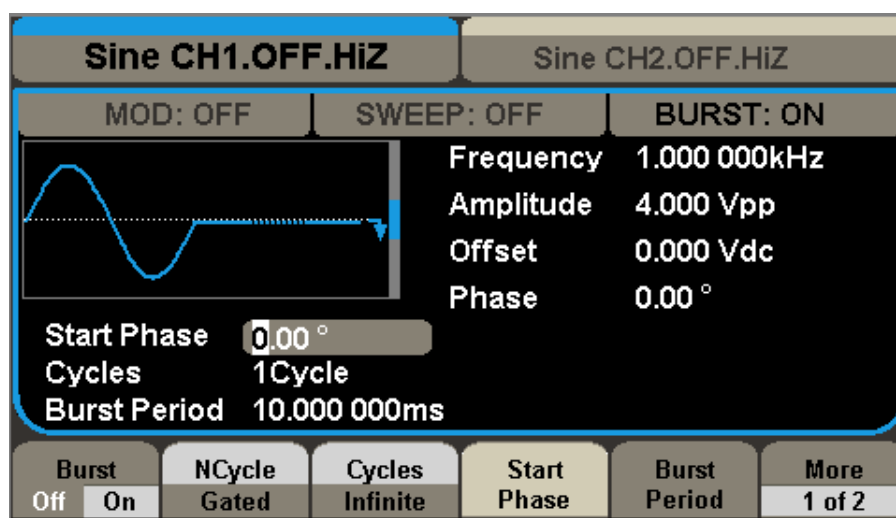 Sine CH1.OFF.HiZ
Sine CH2.OFF.HiZ
MOD: OFF
SWEEP: OFF
BURST: ON
Frequency 1.000 000kHz
Amplitude 4.000 Vpp
Offset 0.000 Vdc
Phase 0.00 °
Start Phase 0.00 °
Cycles 1Cycle
Burst Period 10.000 000ms
Burst
Off On
NCycle
Gated
Cycles
Infinite
Start
Phase
Burst
Period
More
1 of 2